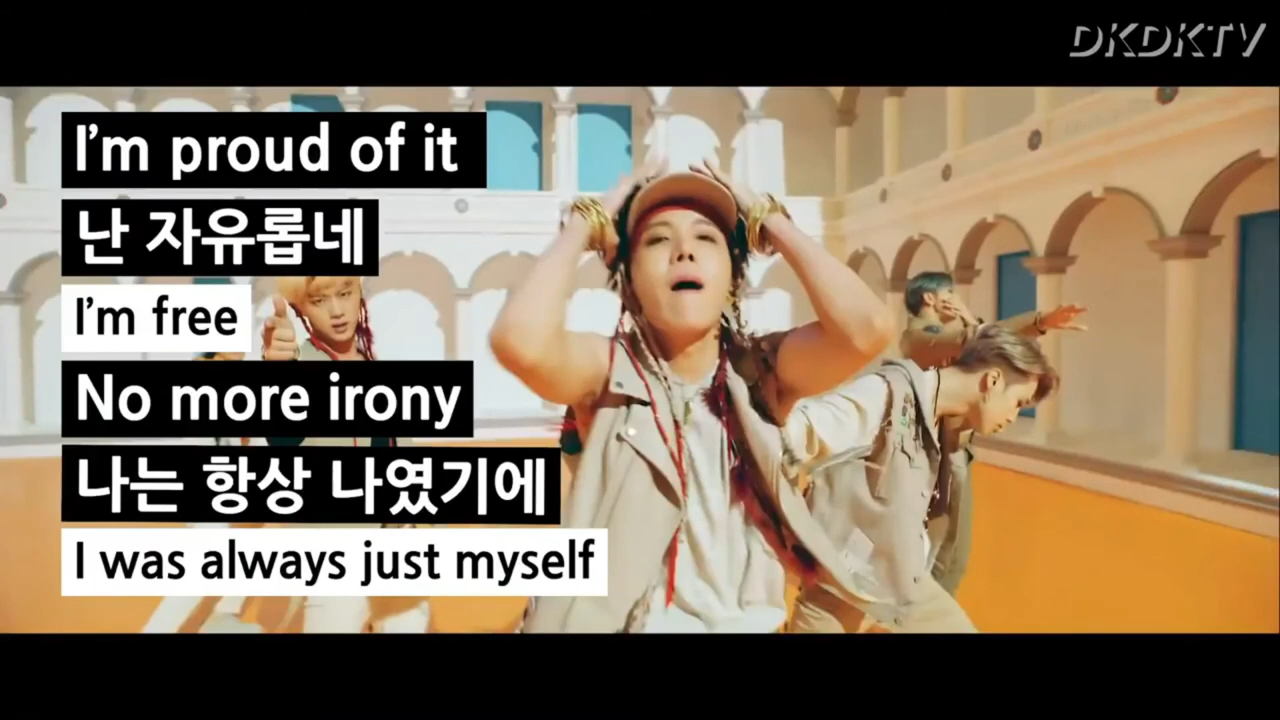 DKDKTV
I'm proud of it
난 자유롭네
I'm free
No more irony
나는 항상 나였기에
I was always just myself